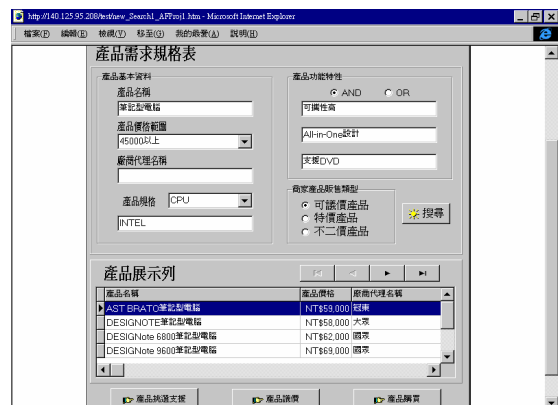 http://140.125.95.208/test/new_Search1_AFProj1.htm - Microsoft Internet Explorer
檔案(F) 編輯(E) 檢視(V) 移至(G) 我的最愛(A) 說明(H)
產品需求規格表
產品基本資料
產品名稱
筆記型電腦
產品價格範圍
45000以上
廠商代理名稱
產品規格 CPU
INTEL
產品功能特性
AND OR
可攜性高
All-in-One設計
支援DVD
商家產品販售類型
可議價產品
特價產品
不二價產品
搜尋
產品展示列
產品名稱 產品價格 廠商代理名稱
AST BRATO筆記型電腦 NT$59,000 冠東
DESIGNOTE筆記型電腦 NT$58,000 大眾
DESIGNote 6800筆記型電腦 NT$62,000 國眾
DESIGNote 9600筆記型電腦 NT$69,000 國眾
產品挑選支援 產品議價 產品購買